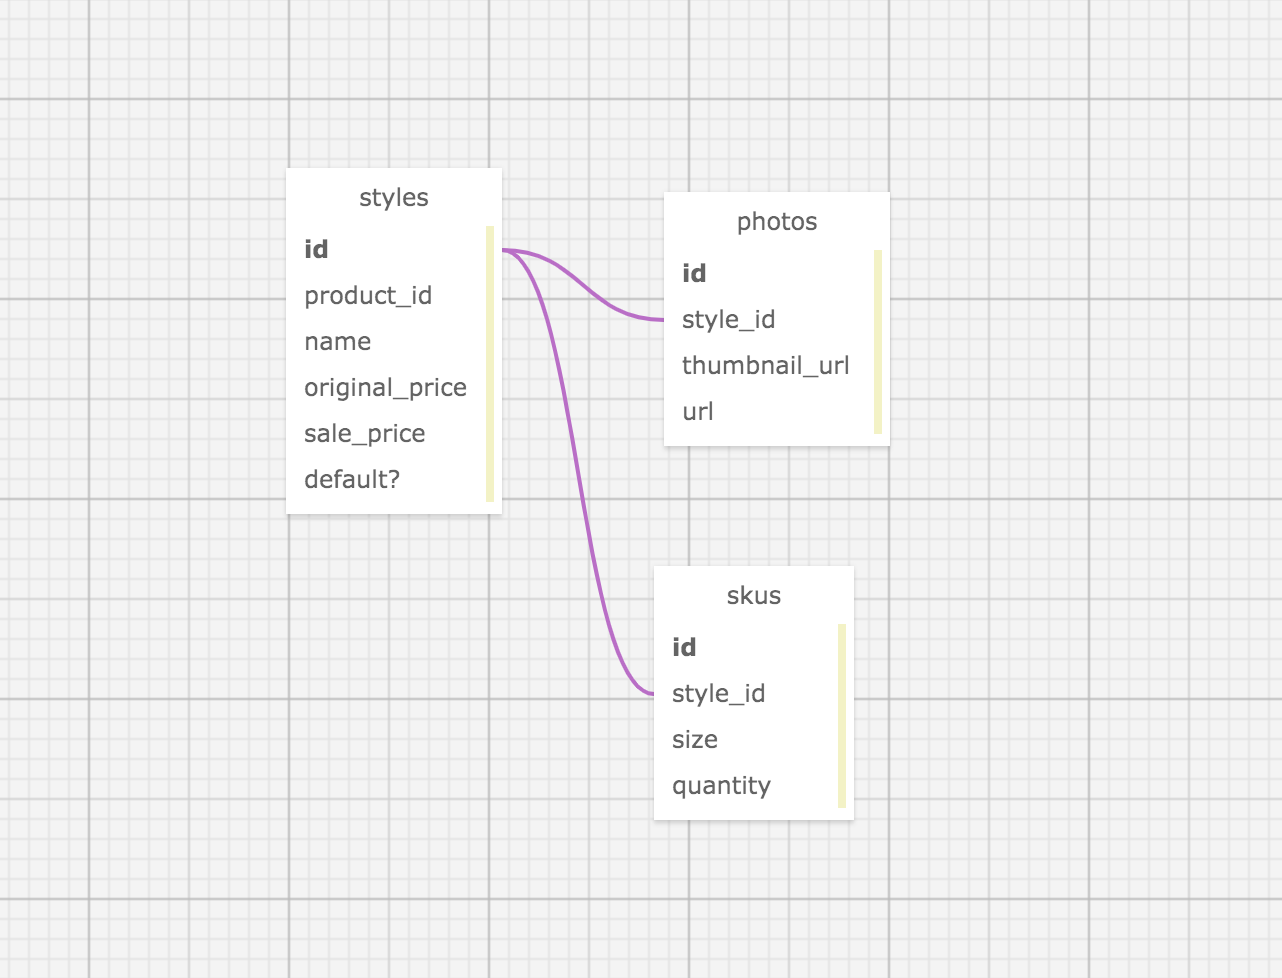 styles
id
product_id
name
original_price
sale_price
default?
photos
id
style_id
thumbnail_url
url
skus
id
style_id
size
quantity